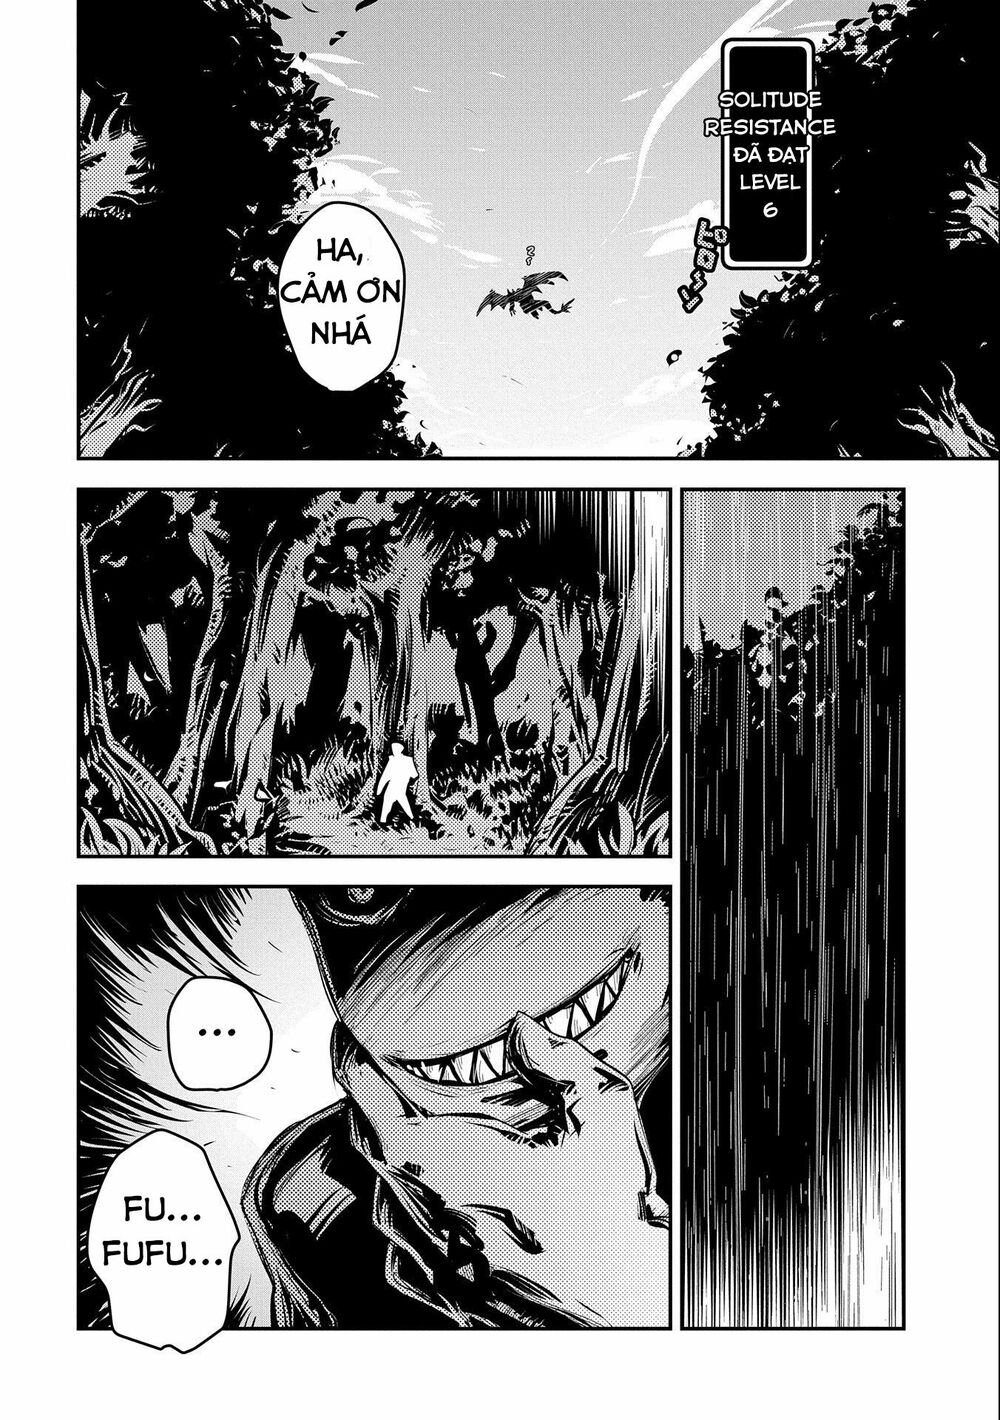 SOLITUDE
RESISTANCE
ĐÃ ĐẠT
LEVEL
6
HA,
CẢM ƠN
NHÁ
...
FU...
FUFU...